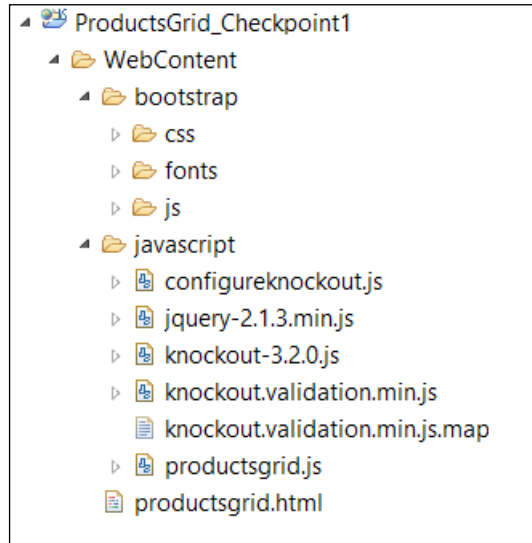 ProductsGrid_Checkpoint1
WebContent
bootstrap
css
fonts
js
javascript
configureknockout.js
jquery-2.1.3.min.js
knockout-3.2.0.js
knockout.validation.min.js
knockout.validation.min.js.map
productsgrid.js
productsgrid.html